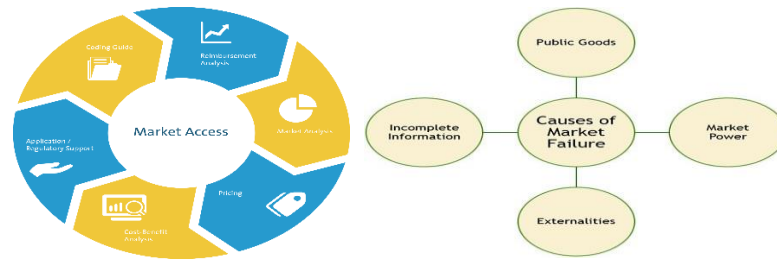 Coding Guide
Reimbursement
Analysis
Market Analysis
Pricing
Cost-Benefit
Analysis
Application /
Regulatory Support
Market Access
Public Goods
Incomplete
Information
Causes of
Market
Failure
Market
Power
Externalities